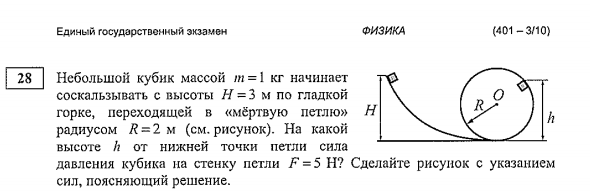 Единый государственный экзамен ФИЗИКА (401 – 3/10)
28
Небольшой кубик массой m = 1 кг начинает
соскальзывать с высоты H = 3 м по гладкой
горке, переходящей в «мёртвую петлю»
радиусом R = 2 м (см. рисунок). На какой
высоте h от нижней точки петли сила
давления кубика на стенку петли F = 5 Н? Сделайте рисунок с указанием
сил, поясняющий решение.
H
R
O
h